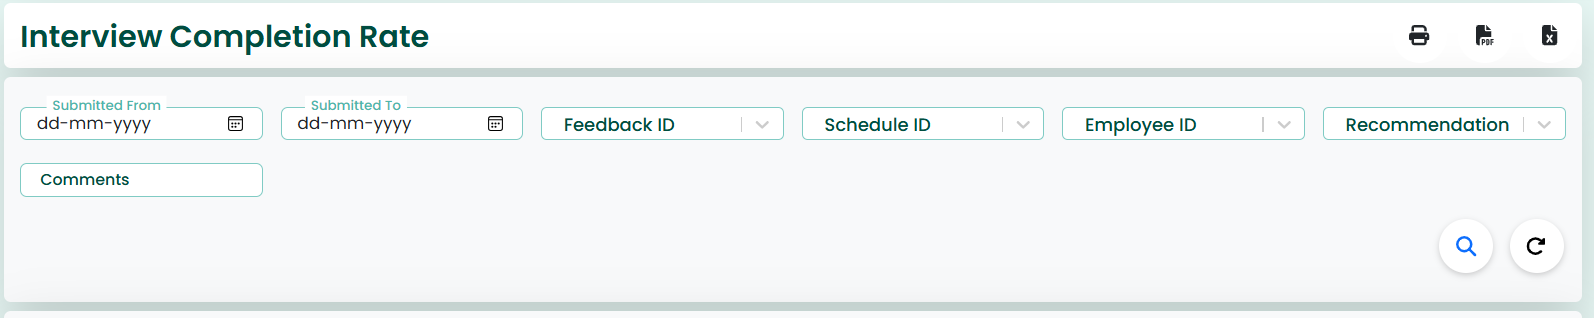 Interview Completion Rate
PDF
X
Submitted From
Submitted To
dd-mm-yyyy
dd-mm-yyyy
Feedback ID
Schedule ID
Employee ID
Recommendation
Comments